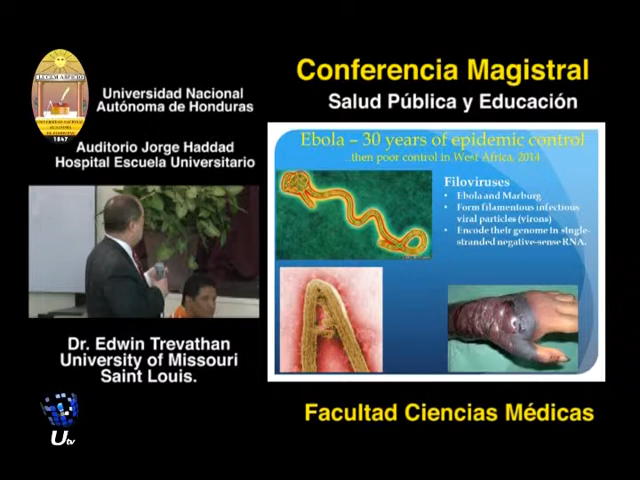 LUCEM ASPICIO
1847
Universidad Nacional
Autónoma de Honduras
Auditorio Jorge Haddad
Hospital Escuela Universitario
Dr. Edwin Trevathan
University of Missouri
Saint Louis.
Utv
Conferencia Magistral
Salud Pública y Educación
Ebola – 30 years of epidemic control
...then poor control in West Africa, 2014
Filoviruses
• Ebola and Marburg
• Form filamentous infectious
viral particles (virons)
• Encode their genome in single-
stranded negative-sense RNA.
Facultad Ciencias Médicas